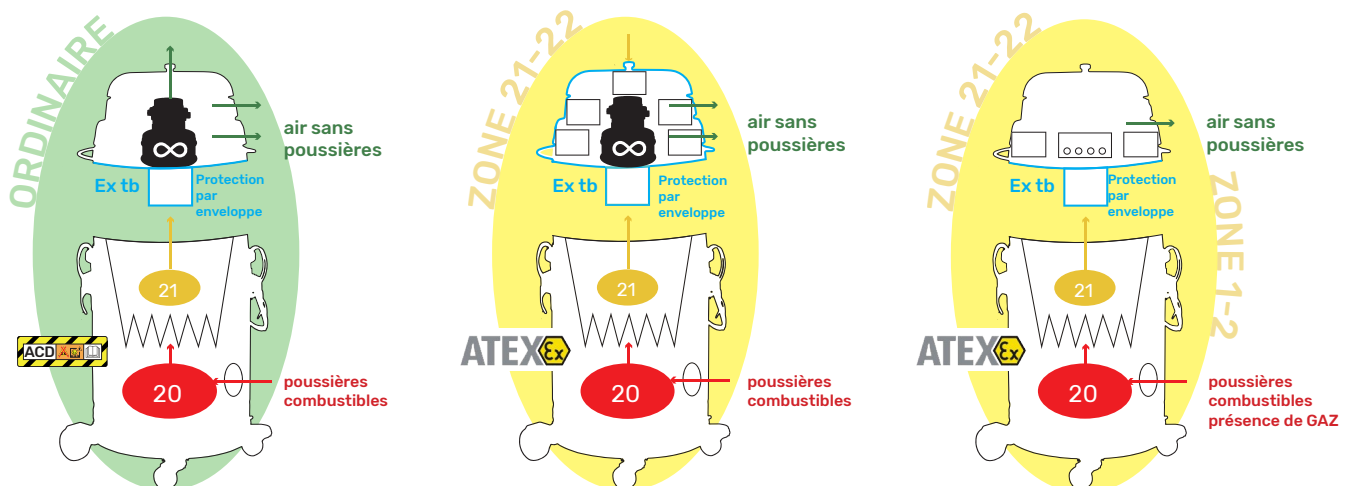 ORDINAIRE
air sans
poussières
Ex tb
Protection
par
enveloppe
21
ACD
20
poussières
combustibles
ZONE 21-22
air sans
poussières
Ex tb
Protection
par
enveloppe
21
ATEX Ex
20
poussières
combustibles
ZONE 21-22
air sans
poussières
Ex tb
Protection
par
enveloppe
ZONE 1-2
21
ATEX Ex
20
poussières
combustibles
présence de GAZ